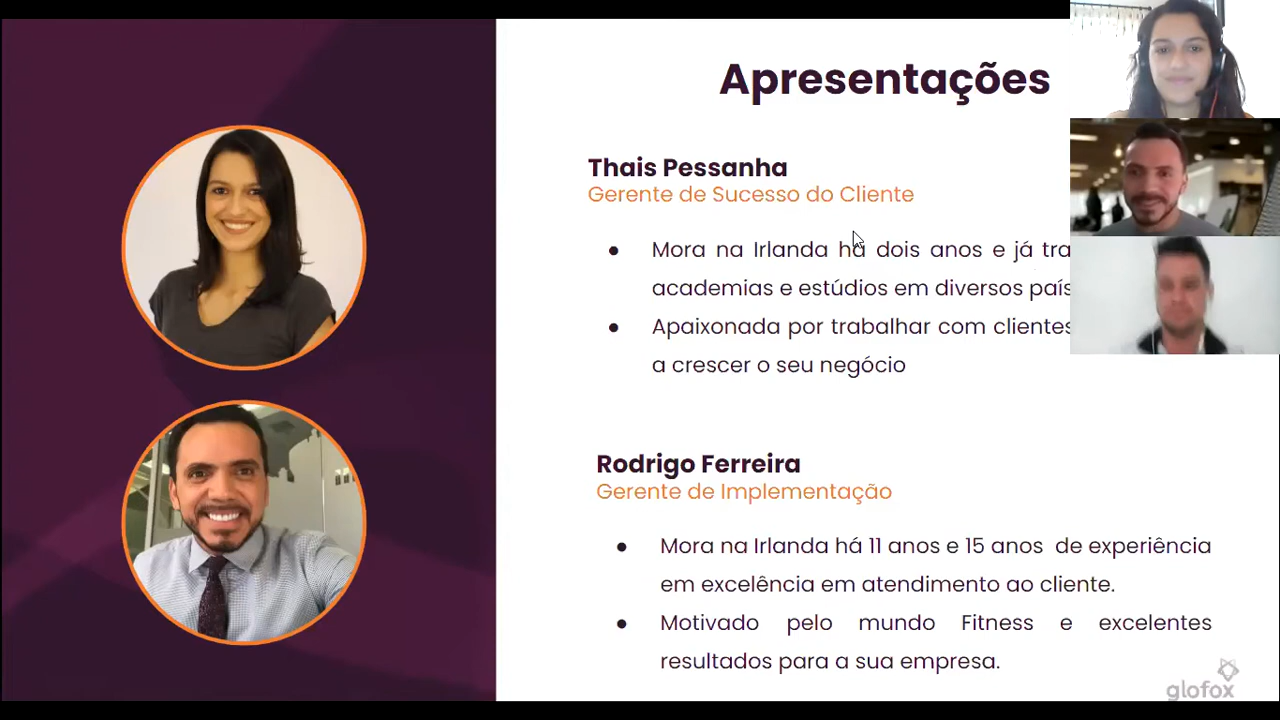 Apresentações
Thais Pessanha
Gerente de Sucesso do Cliente
● Mora na Irlanda há dois anos e já
academias e estúdios em diversos
● Apaixonada por trabalhar com clientes
a crescer o seu negócio
Rodrigo Ferreira
Gerente de Implementação
● Mora na Irlanda há 11 anos e 15 anos de experiência
em excelência em atendimento ao cliente.
● Motivado pelo mundo Fitness e excelentes
resultados para a sua empresa.
glofox